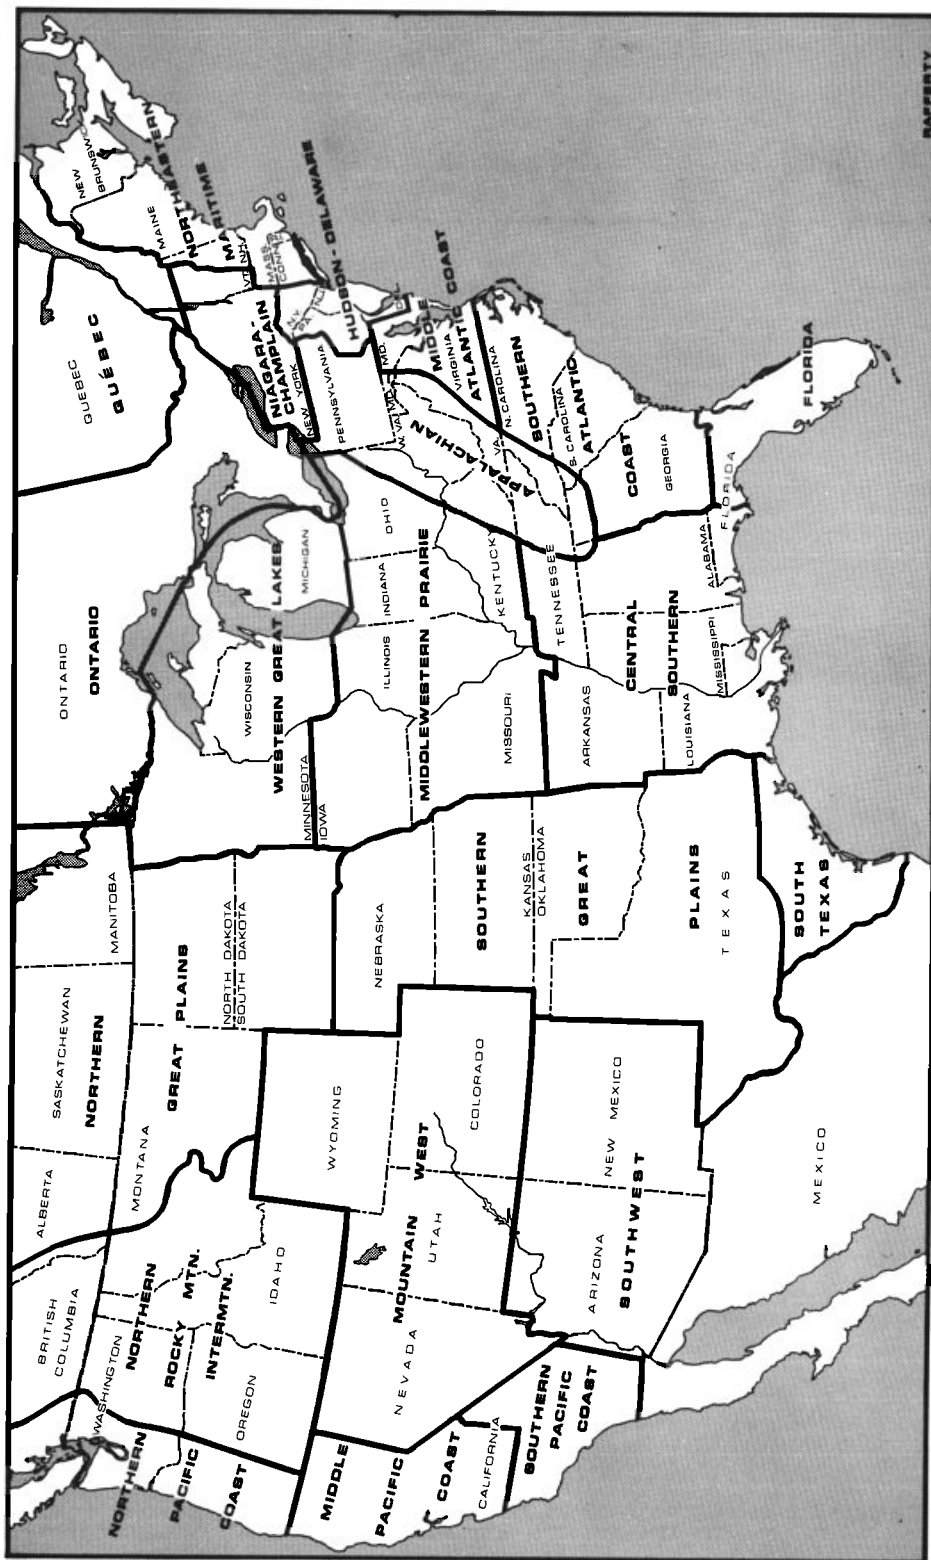 BRITISH
COLUMBIA
ALBERTA
SASKATCHEWAN
MANITOBA
ONTARIO
ONTARIO
QUEBEC
QUÉBEC
NEW
BRUNSWICK
MAINE
NORTHEASTERN
MARITIME
VT.
N.H.
MASS.
CONN.
NIAGARA-
CHAMPLAIN
NEW YORK
N.Y.
PA.
N.J.
HUDSON - DELAWARE
PENNSYLVANIA
MD.
DEL.
W. VA.
MD.
MIDDLE
ATLANTIC
COAST
VIRGINIA
VA.
APPALACHIAN
N. CAROLINA
SOUTHERN
ATLANTIC
COAST
S. CAROLINA
GEORGIA
FLORIDA
FLORIDA
WASHINGTON
NORTHERN
PACIFIC
COAST
NORTHERN
ROCKY MTN.
INTERMTN.
OREGON
IDAHO
MONTANA
NORTHERN
GREAT PLAINS
NORTH DAKOTA
SOUTH DAKOTA
MINNESOTA
IOWA
WISCONSIN
WESTERN GREAT LAKES
MICHIGAN
MIDDLEWESTERN PRAIRIE
ILLINOIS
INDIANA
OHIO
KENTUCKY
MISSOURI
TENNESSEE
ARKANSAS
CENTRAL
SOUTHERN
LOUISIANA
MISSISSIPPI
ALABAMA
WYOMING
NEBRASKA
SOUTHERN
GREAT
PLAINS
KANSAS
OKLAHOMA
TEXAS
SOUTH
TEXAS
MIDDLE
PACIFIC
COAST
NEVADA
MOUNTAIN WEST
UTAH
COLORADO
CALIFORNIA
SOUTHERN
PACIFIC
COAST
ARIZONA
NEW MEXICO
SOUTHWEST
MEXICO
RAFFERTY